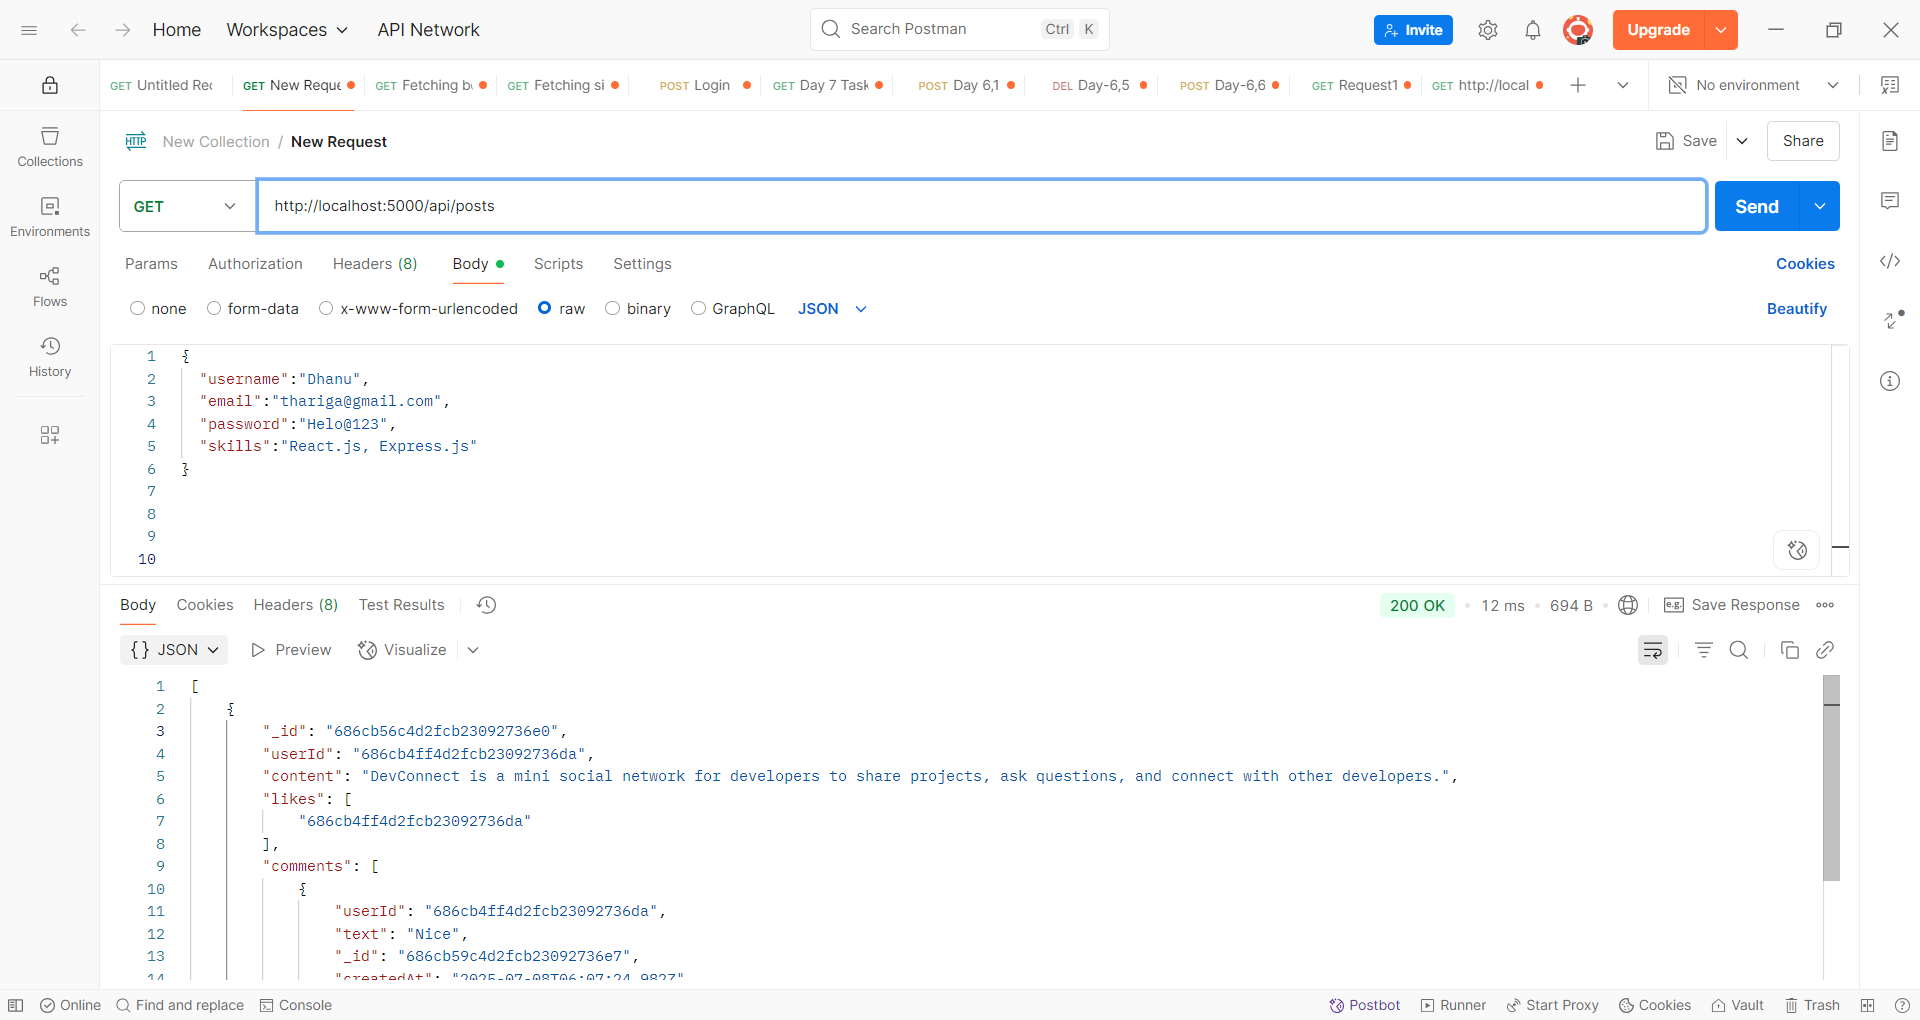 Home Workspaces API Network Search Postman Ctrl K Invite Upgrade
GET Untitled Rec GET New Reque GET Fetching b GET Fetching si POST Login GET Day 7 Task POST Day 6,1 DEL Day-6,5 POST Day-6,6 GET Request1 GET http://local No environment
Collections
Environments
Flows
History
HTTP New Collection / New Request Save Share
GET http://localhost:5000/api/posts Send
Params Authorization Headers (8) Body Scripts Settings Cookies
none form-data x-www-form-urlencoded raw binary GraphQL JSON Beautify
1 {
2 "username":"Dhanu",
3 "email":"thariga@gmail.com",
4 "password":"Helo@123",
5 "skills":"React.js, Express.js"
6 }
7
8
9
10
Body Cookies Headers (8) Test Results 200 OK 12 ms 694 B e.g. Save Response
{} JSON Preview Visualize
1 [
2 {
3 "_id": "686cb56c4d2fcb23092736e0",
4 "userId": "686cb4ff4d2fcb23092736da",
5 "content": "DevConnect is a mini social network for developers to share projects, ask questions, and connect with other developers.",
6 "likes": [
7 "686cb4ff4d2fcb23092736da"
8 ],
9 "comments": [
10 {
11 "userId": "686cb4ff4d2fcb23092736da",
12 "text": "Nice",
13 "_id": "686cb59c4d2fcb23092736e7",
14 "createdAt": "2025-07-08T06:07:24.982Z"
Online Find and replace Console Postbot Runner Start Proxy Cookies Vault Trash